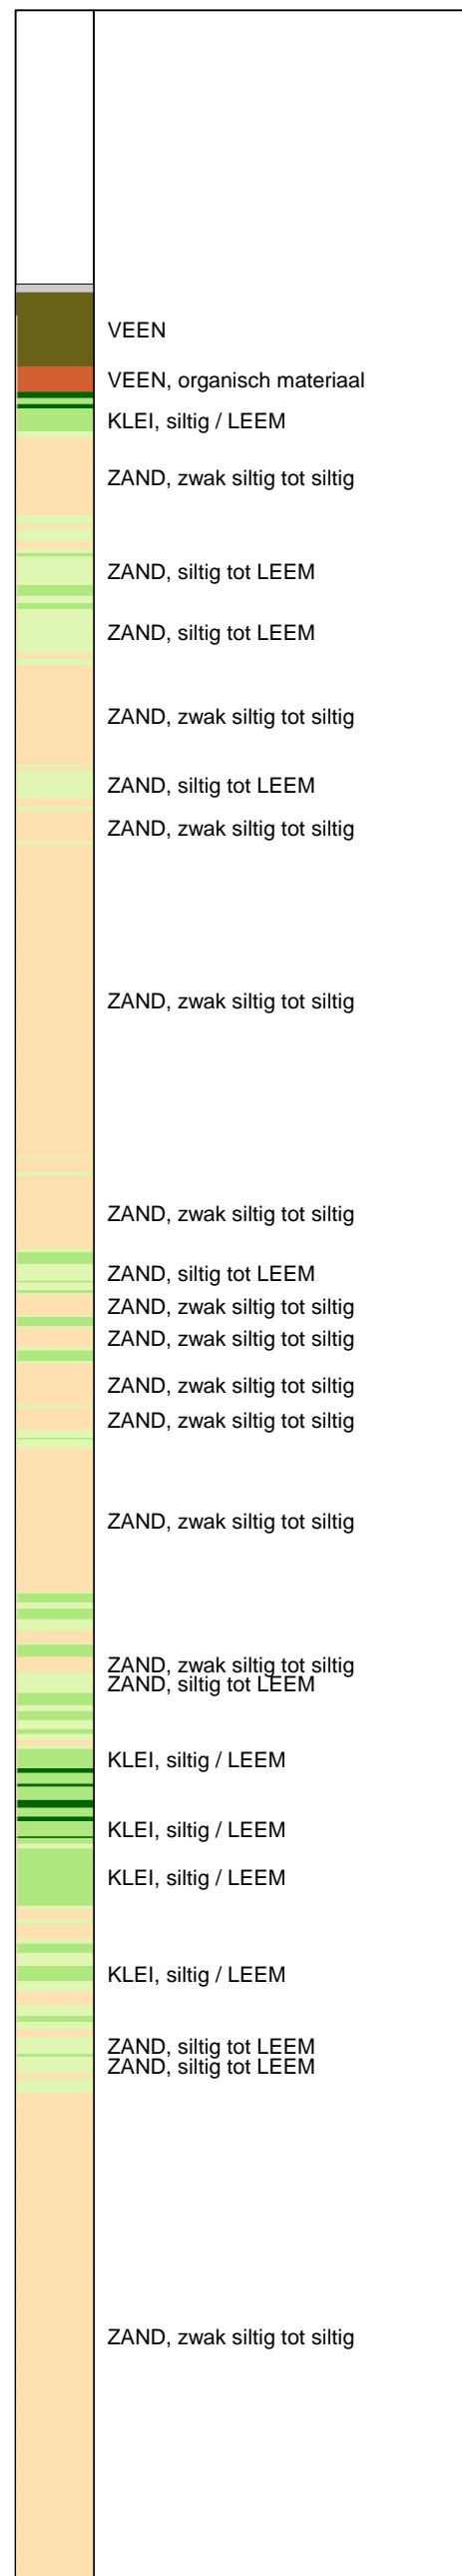 VEEN
VEEN, organisch materiaal
KLEI, siltig / LEEM
ZAND, zwak siltig tot siltig
ZAND, siltig tot LEEM
ZAND, siltig tot LEEM
ZAND, zwak siltig tot siltig
ZAND, siltig tot LEEM
ZAND, zwak siltig tot siltig
ZAND, zwak siltig tot siltig
ZAND, zwak siltig tot siltig
ZAND, siltig tot LEEM
ZAND, zwak siltig tot siltig
ZAND, zwak siltig tot siltig
ZAND, zwak siltig tot siltig
ZAND, zwak siltig tot siltig
ZAND, zwak siltig tot siltig
ZAND, zwak siltig tot siltig
ZAND, siltig tot LEEM
KLEI, siltig / LEEM
KLEI, siltig / LEEM
KLEI, siltig / LEEM
KLEI, siltig / LEEM
ZAND, siltig tot LEEM
ZAND, siltig tot LEEM
ZAND, zwak siltig tot siltig